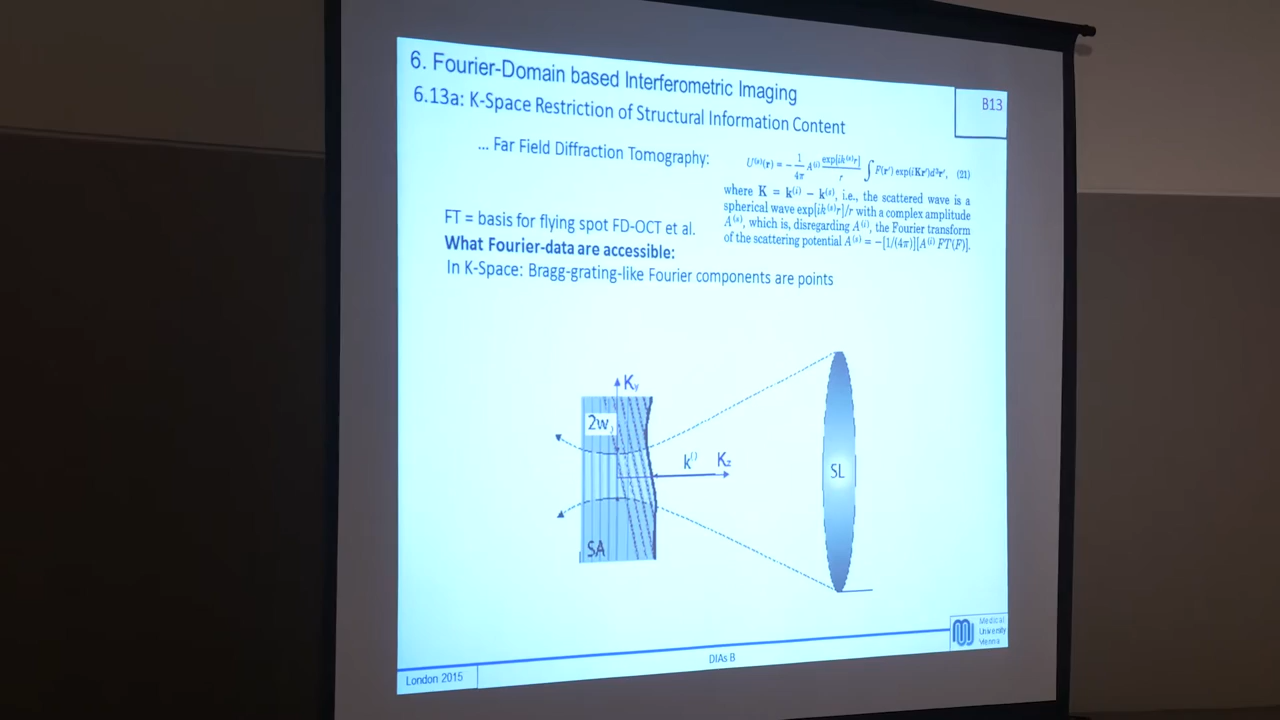 6. Fourier-Domain based Interferometric Imaging
B13
6.13a: K-Space Restriction of Structural Information Content
... Far Field Diffraction Tomography:
U⁽ˢ⁾(r) = − 1/4π A⁽ⁱ⁾ exp[ik⁽ˢ⁾r]/r ∫ F(r′) exp(iKr′)d³r′, (21)
where K = k⁽ⁱ⁾ − k⁽ˢ⁾, i.e., the scattered wave is a
spherical wave exp[ik⁽ˢ⁾r]/r with a complex amplitude
A⁽ˢ⁾, which is, disregarding A⁽ⁱ⁾, the Fourier transform
of the scattering potential A⁽ˢ⁾ = −[1/(4π)][A⁽ⁱ⁾ FT(F)].
FT = basis for flying spot FD-OCT et al.
What Fourier-data are accessible:
In K-Space: Bragg-grating-like Fourier components are points
Ky
2w
k⁽⁾ Kz
SL
SA
Medical
University
Vienna
DIAs B
London 2015